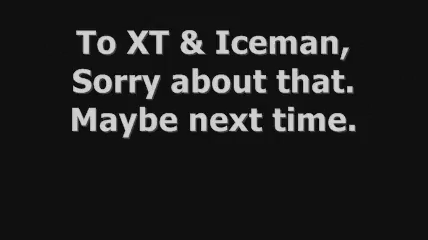 To XT & Iceman,
Sorry about that.
Maybe next time.